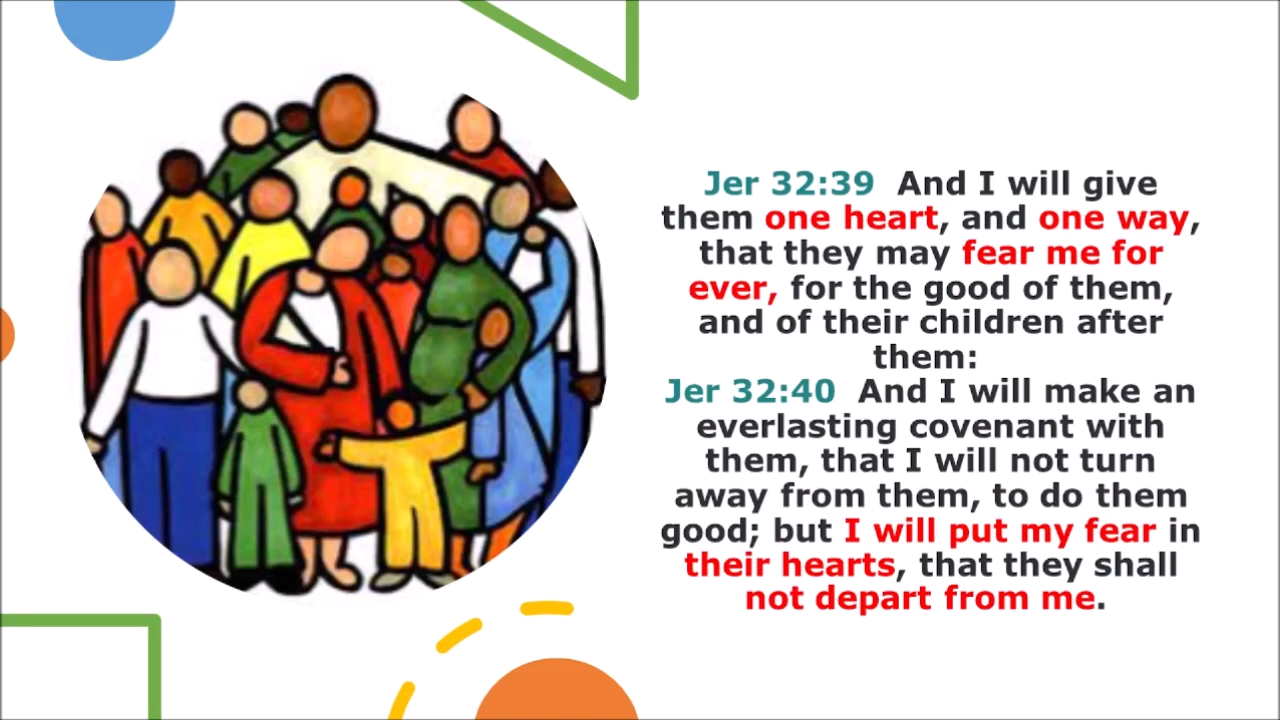 Jer 32:39  And I will give
them one heart, and one way,
that they may fear me for
ever, for the good of them,
and of their children after
them:
Jer 32:40  And I will make an
everlasting covenant with
them, that I will not turn
away from them, to do them
good; but I will put my fear in
their hearts, that they shall
not depart from me.